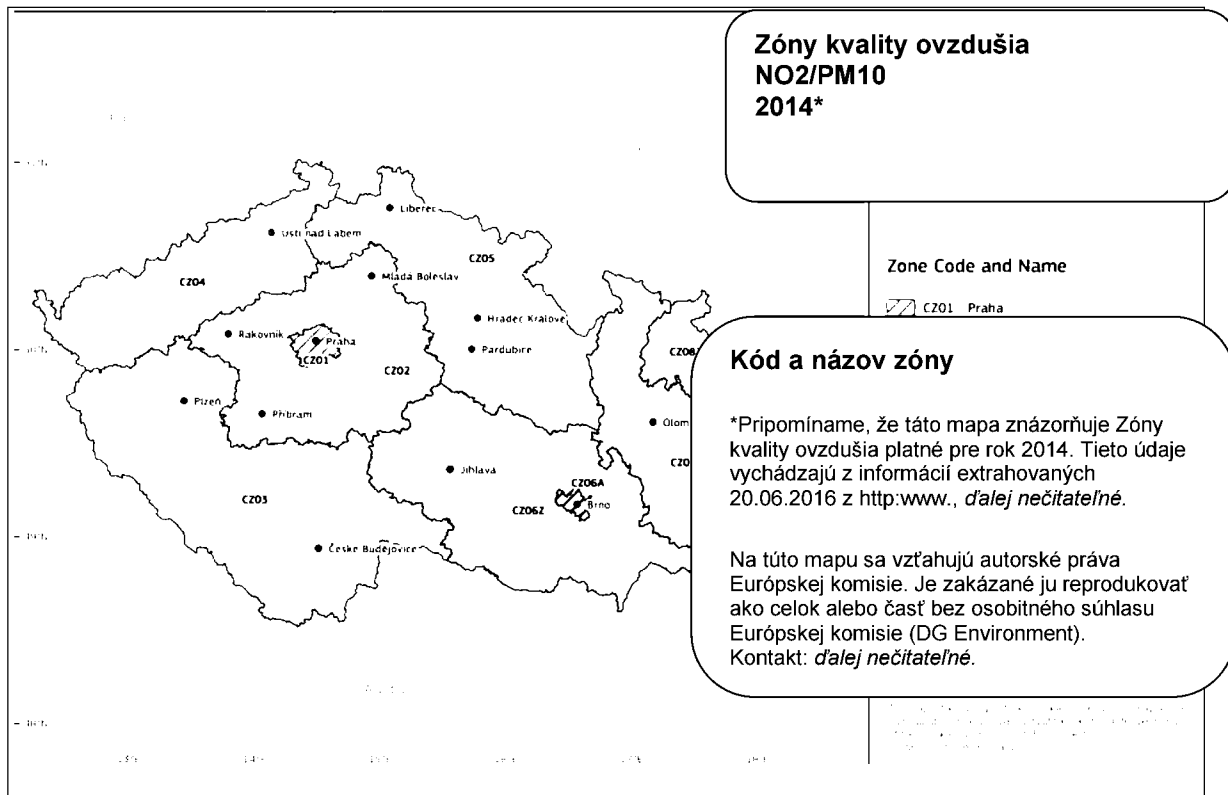 Zóny kvality ovzdušia
NO2/PM10
2014*
Liberec
Ústí nad Labem
CZ05
CZ04
Mladá Boleslav
Zone Code and Name
CZ01 Praha
Hradec Králové
Rakovník
Praha
CZ01
Pardubice
CZ08
CZ02
Kód a názov zóny
Plzeň
Příbram
Olom
*Pripomíname, že táto mapa znázorňuje Zóny
kvality ovzdušia platné pre rok 2014. Tieto údaje
vychádzajú z informácií extrahovaných
20.06.2016 z http:www., ďalej nečitateľné.
Jihlava
CZ0
CZ06A
CZ03
CZ06Z
Brno
České Budějovice
Na túto mapu sa vzťahujú autorské práva
Európskej komisie. Je zakázané ju reprodukovať
ako celok alebo časť bez osobitného súhlasu
Európskej komisie (DG Environment).
Kontakt: ďalej nečitateľné.